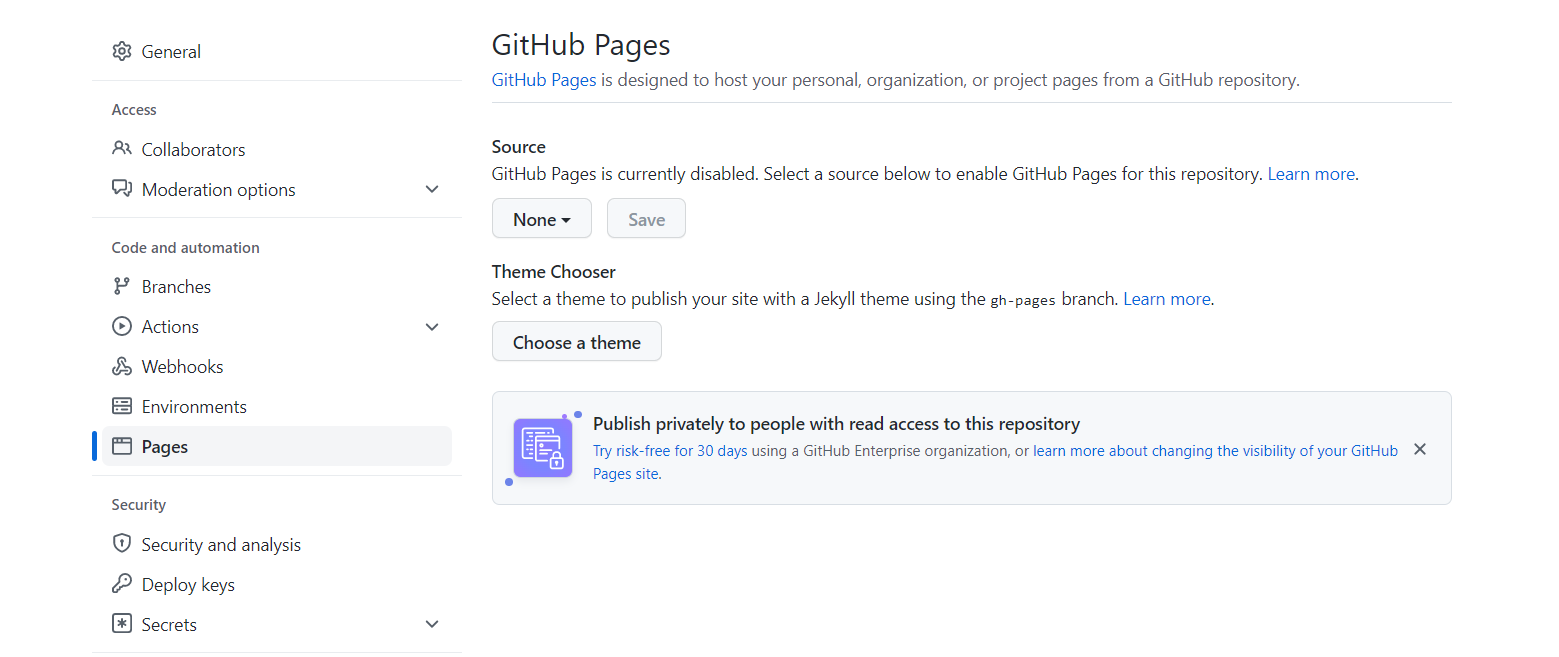 General
Access
Collaborators
Moderation options
Code and automation
Branches
Actions
Webhooks
Environments
Pages
Security
Security and analysis
Deploy keys
Secrets
GitHub Pages
GitHub Pages is designed to host your personal, organization, or project pages from a GitHub repository.
Source
GitHub Pages is currently disabled. Select a source below to enable GitHub Pages for this repository. Learn more.
None Save
Theme Chooser
Select a theme to publish your site with a Jekyll theme using the gh-pages branch. Learn more.
Choose a theme
Publish privately to people with read access to this repository
Try risk-free for 30 days using a GitHub Enterprise organization, or learn more about changing the visibility of your GitHub
Pages site.